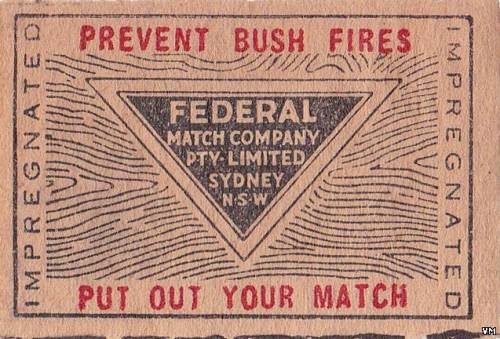 PREVENT BUSH FIRES
IMPREGNATED
FEDERAL
MATCH COMPANY
PTY·LIMITED
SYDNEY
N·S·W
IMPREGNATED
PUT OUT YOUR MATCH
VM